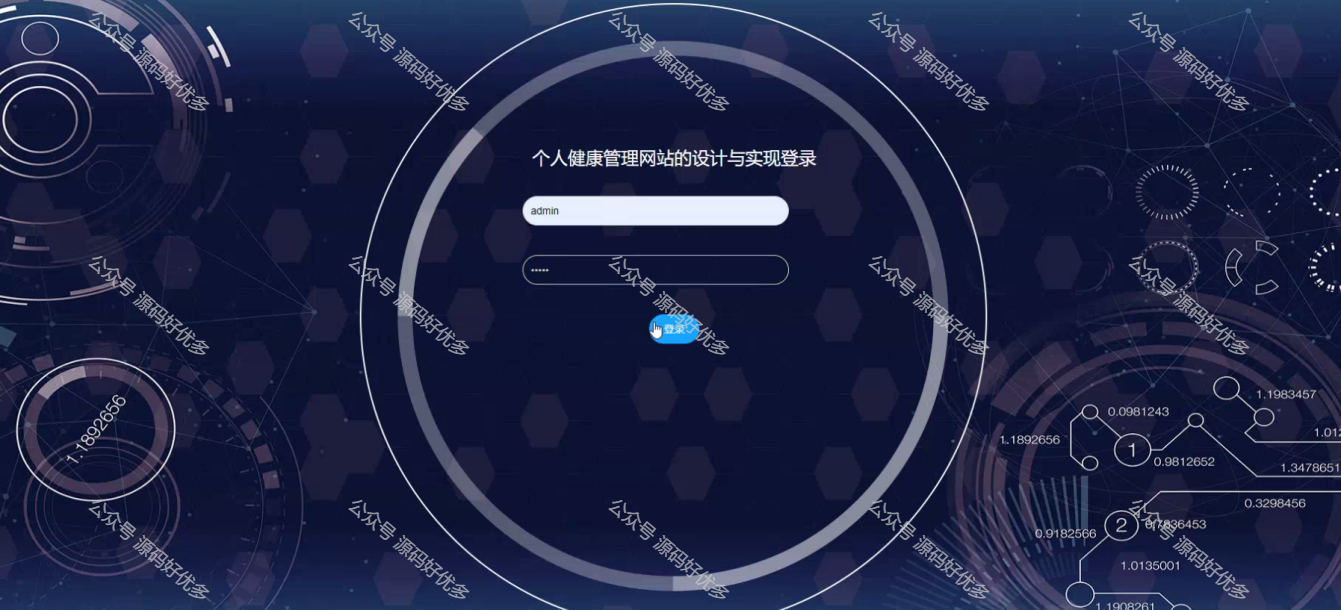 公众号 源码好优多
公众号 源码好优多
公众号 源码好优多
公众号 源码好优多
公众号 源码好优多
个人健康管理网站的设计与实现登录
admin
•••••
公众号 源码好优多
公众号 源码好优多
公众号 源码好优多
公众号 源码好优多
公众号 源码好优多
登录
1.1892656
1.1983457
0.0981243
1.1892656
1
0.9812652
1.3478651
0.3298456
公众号 源码好优多
公众号 源码好优多
公众号 源码好优多
公众号 源码好优多
公众号 源码好优多
2
0.7836453
0.9182566
1.0135001
1.1908261